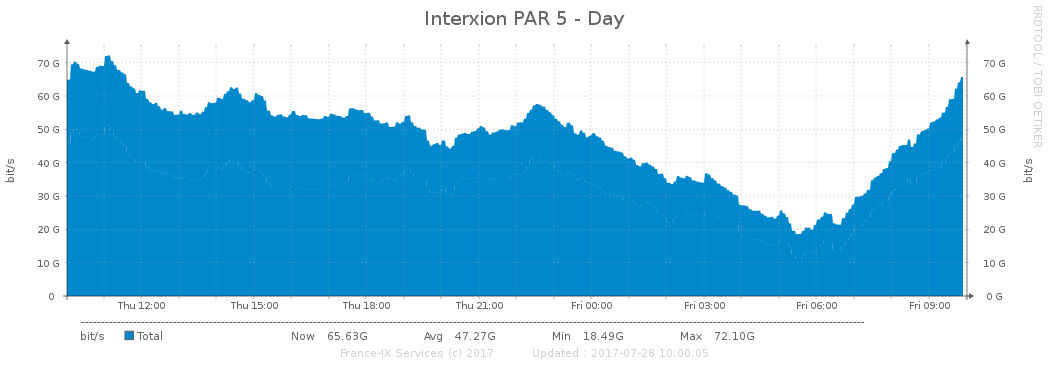 Interxion PAR 5 - Day
RRDTOOL / TOBI OETIKER
70 G 70 G
60 G 60 G
50 G 50 G
40 G 40 G
30 G 30 G
20 G 20 G
10 G 10 G
0 0 G
bit/s bit/s
Thu 12:00 Thu 15:00 Thu 18:00 Thu 21:00 Fri 00:00 Fri 03:00 Fri 06:00 Fri 09:00
bit/s Total Now 65.63G Avg 47.27G Min 18.49G Max 72.10G
France-IX Services (c) 2017 Updated : 2017-07-28 10:00:05